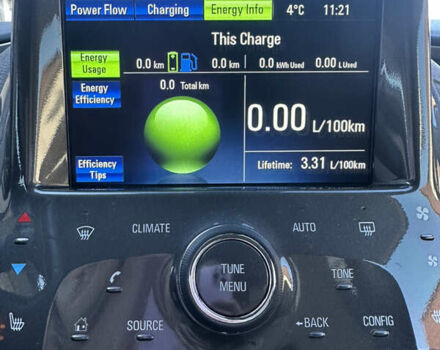 Power Flow Charging Energy Info 4°C 11:21
This Charge
Energy Usage
0.0 km 0.0 km 0.0 kWh Used 0.00 L Used
Energy Efficiency
0.0 Total km
0.00 L/100km
Efficiency Tips
Lifetime: 3.31 L/100km
CLIMATE AUTO
TUNE
MENU
TONE
SOURCE BACK CONFIG